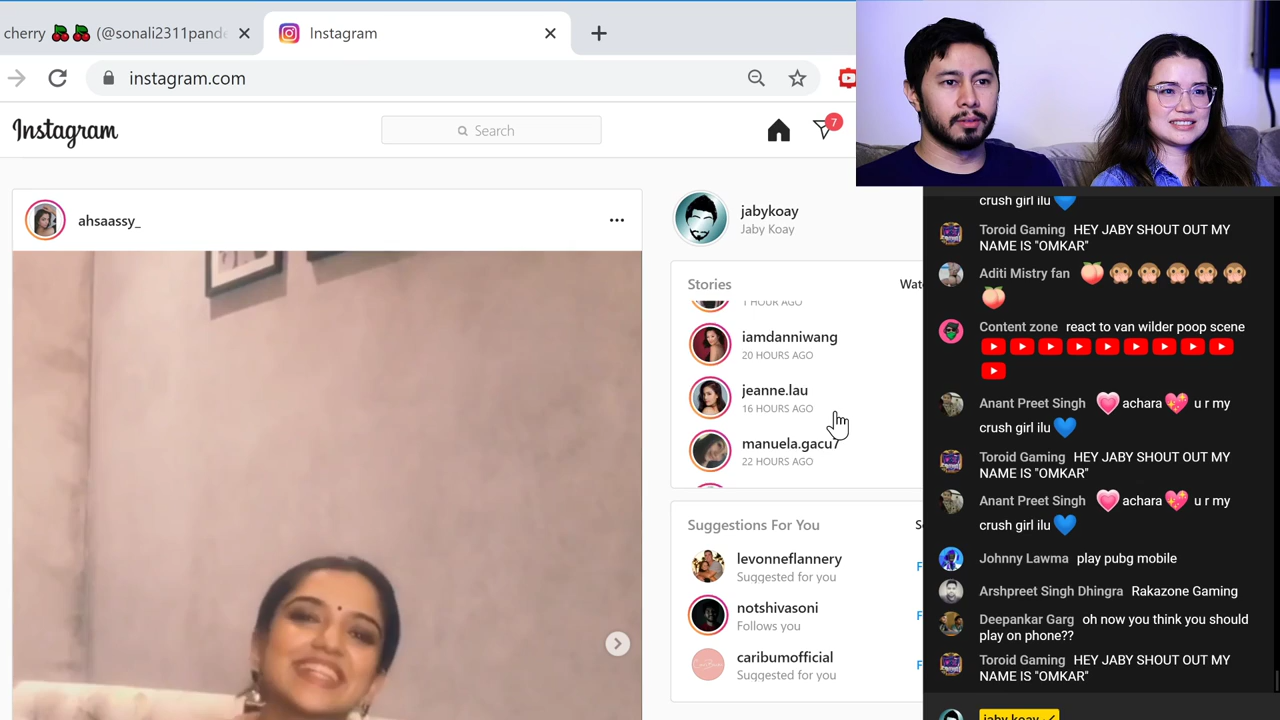 cherry 🍒🍒 (@sonali2311pand
Instagram
instagram.com
Instagram
Search
7
ahsaassy_
jabykoay
Jaby Koay
Stories
Wat
1 HOUR AGO
iamdanniwang
20 HOURS AGO
jeanne.lau
16 HOURS AGO
manuela.gacu7
22 HOURS AGO
Suggestions For You
S
levonneflannery
Suggested for you
F
notshivasoni
Follows you
F
caribumofficial
Suggested for you
F
crush girl ilu 💙
Toroid Gaming HEY JABY SHOUT OUT MY
NAME IS "OMKAR"
Aditi Mistry fan 🍑🙊🙊🙊🙊🙊
🍑
Content zone react to van wilder poop scene
Anant Preet Singh 💗 achara 💖 u r my
crush girl ilu 💙
Toroid Gaming HEY JABY SHOUT OUT MY
NAME IS "OMKAR"
Anant Preet Singh 💗 achara 💖 u r my
crush girl ilu 💙
Johnny Lawma play pubg mobile
Arshpreet Singh Dhingra Rakazone Gaming
Deepankar Garg oh now you think you should
play on phone??
Toroid Gaming HEY JABY SHOUT OUT MY
NAME IS "OMKAR"
jaby koay